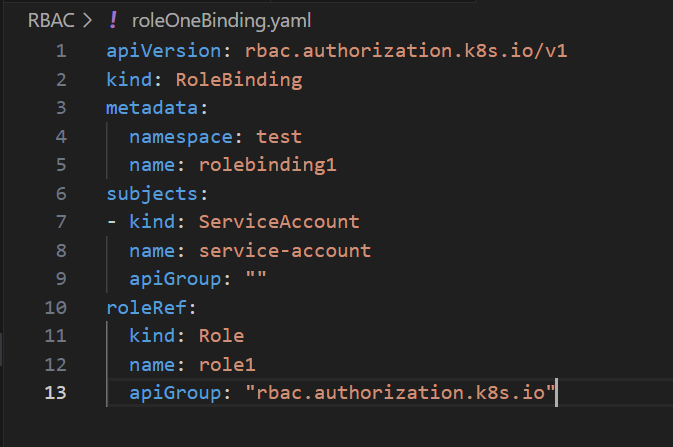 RBAC > ! roleOneBinding.yaml
1 apiVersion: rbac.authorization.k8s.io/v1
2 kind: RoleBinding
3 metadata:
4   namespace: test
5   name: rolebinding1
6 subjects:
7 - kind: ServiceAccount
8   name: service-account
9   apiGroup: ""
10 roleRef:
11   kind: Role
12   name: role1
13   apiGroup: "rbac.authorization.k8s.io"